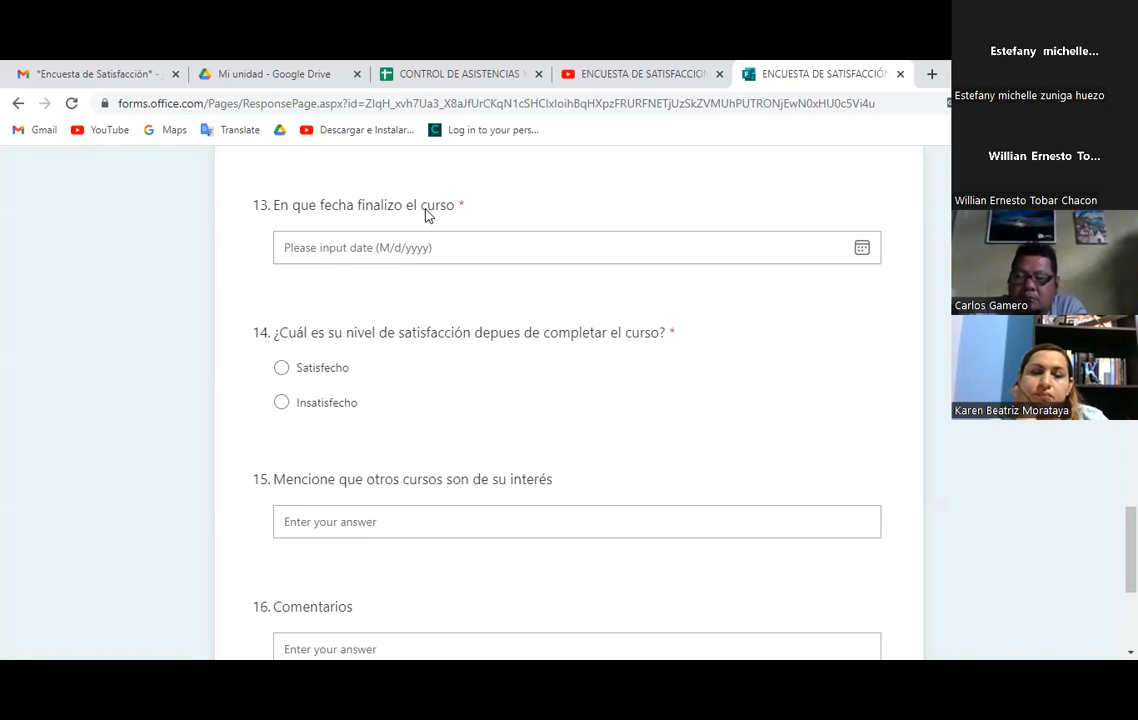 *Encuesta de Satisfacción* -
Mi unidad - Google Drive
CONTROL DE ASISTENCIAS Y
ENCUESTA DE SATISFACCION
ENCUESTA DE SATISFACCIÓN
forms.office.com/Pages/ResponsePage.aspx?id=ZIqH_xvh7Ua3_X8aJfUrCKqN1cSHClxIoihBqHXpzFRURFNETjUzSkZVMUhPUTRONjEwN0xHU0c5Vi4u
Gmail
YouTube
Maps
Translate
Descargar e Instalar...
Log in to your pers...
13. En que fecha finalizo el curso *
Please input date (M/d/yyyy)
14. ¿Cuál es su nivel de satisfacción depues de completar el curso? *
Satisfecho
Insatisfecho
15. Mencione que otros cursos son de su interés
Enter your answer
16. Comentarios
Enter your answer
Estefany michelle...
Estefany michelle zuniga huezo
Willian Ernesto To...
Willian Ernesto Tobar Chacon
Carlos Gamero
Karen Beatriz Morataya